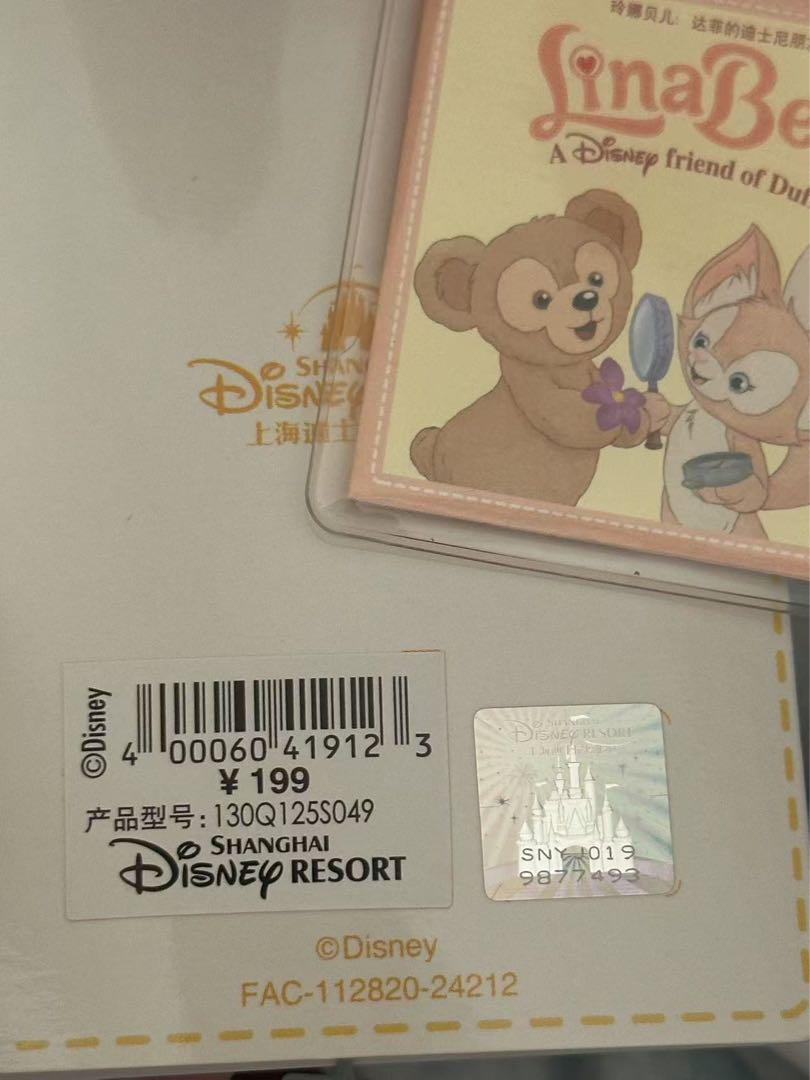 玲娜贝儿：达菲的迪士尼朋
LinaBe
A Disney friend of Duf
SHAN
Disney
上海迪士
©Disney
4 00060 41912 3
¥ 199
产品型号：130Q125S049
SHANGHAI
Disney RESORT
SHANGHAI
Disney RESORT
SNY J019
9877493
©Disney
FAC-112820-24212